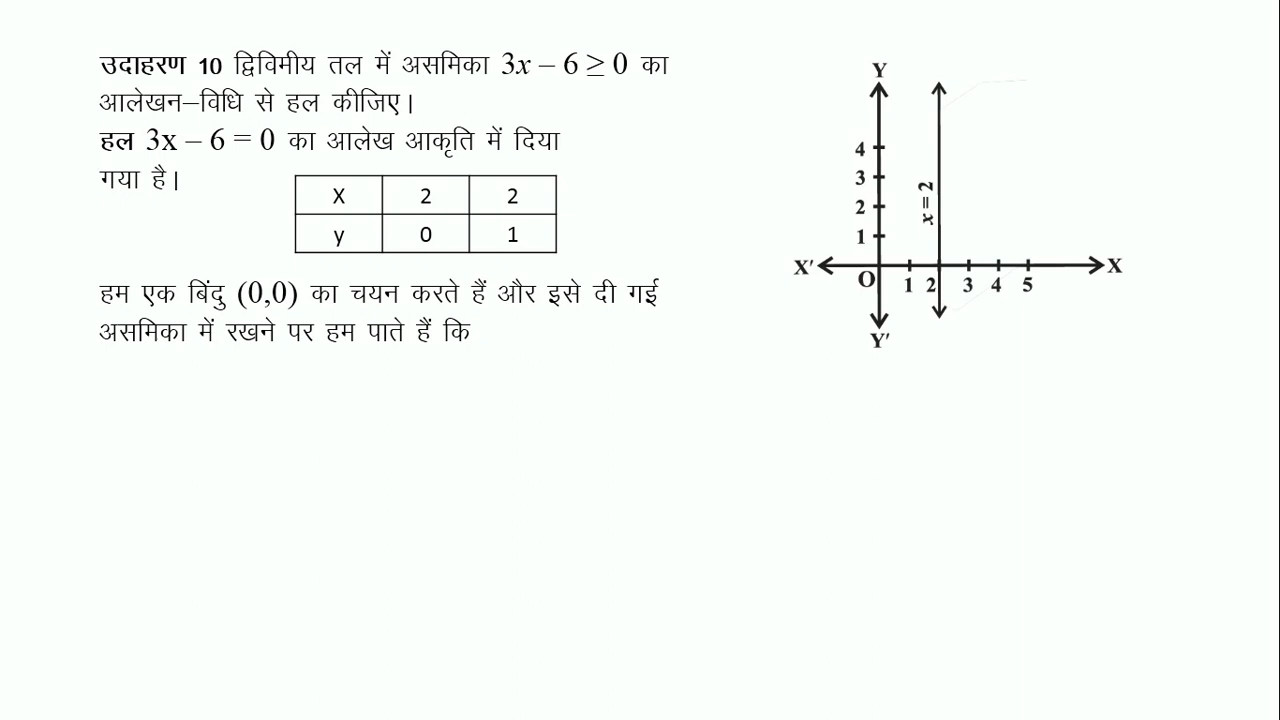 उदाहरण 10 द्विविमीय तल में असमिका 3x – 6 ≥ 0 का
आलेखन–विधि से हल कीजिए।
हल 3x – 6 = 0 का आलेख आकृति में दिया
गया है।
X 2 2
y 0 1
हम एक बिंदु (0,0) का चयन करते हैं और इसे दी गई
असमिका में रखने पर हम पाते हैं कि
Y
4
3
2
1
x = 2
X′ O 1 2 3 4 5 X
Y′